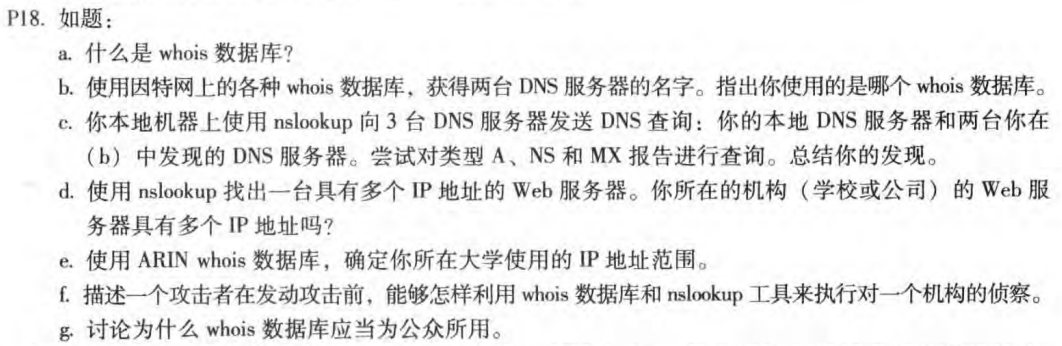 P18. 如题：
a. 什么是 whois 数据库？
b. 使用因特网上的各种 whois 数据库，获得两台 DNS 服务器的名字。指出你使用的是哪个 whois 数据库。
c. 你本地机器上使用 nslookup 向 3 台 DNS 服务器发送 DNS 查询：你的本地 DNS 服务器和两台你在
（b）中发现的 DNS 服务器。尝试对类型 A、NS 和 MX 报告进行查询。总结你的发现。
d. 使用 nslookup 找出一台具有多个 IP 地址的 Web 服务器。你所在的机构（学校或公司）的 Web 服
务器具有多个 IP 地址吗？
e. 使用 ARIN whois 数据库，确定你所在大学使用的 IP 地址范围。
f. 描述一个攻击者在发动攻击前，能够怎样利用 whois 数据库和 nslookup 工具来执行对一个机构的侦察。
g. 讨论为什么 whois 数据库应当为公众所用。